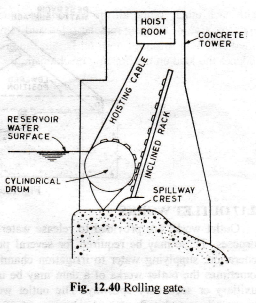 HOIST
ROOM
CONCRETE
TOWER
HOISTING CABLE
INCLINED RACK
RESERVOIR
WATER
SURFACE
CYLINDRICAL
DRUM
SPILLWAY
CREST
Fig. 12.40 Rolling gate.